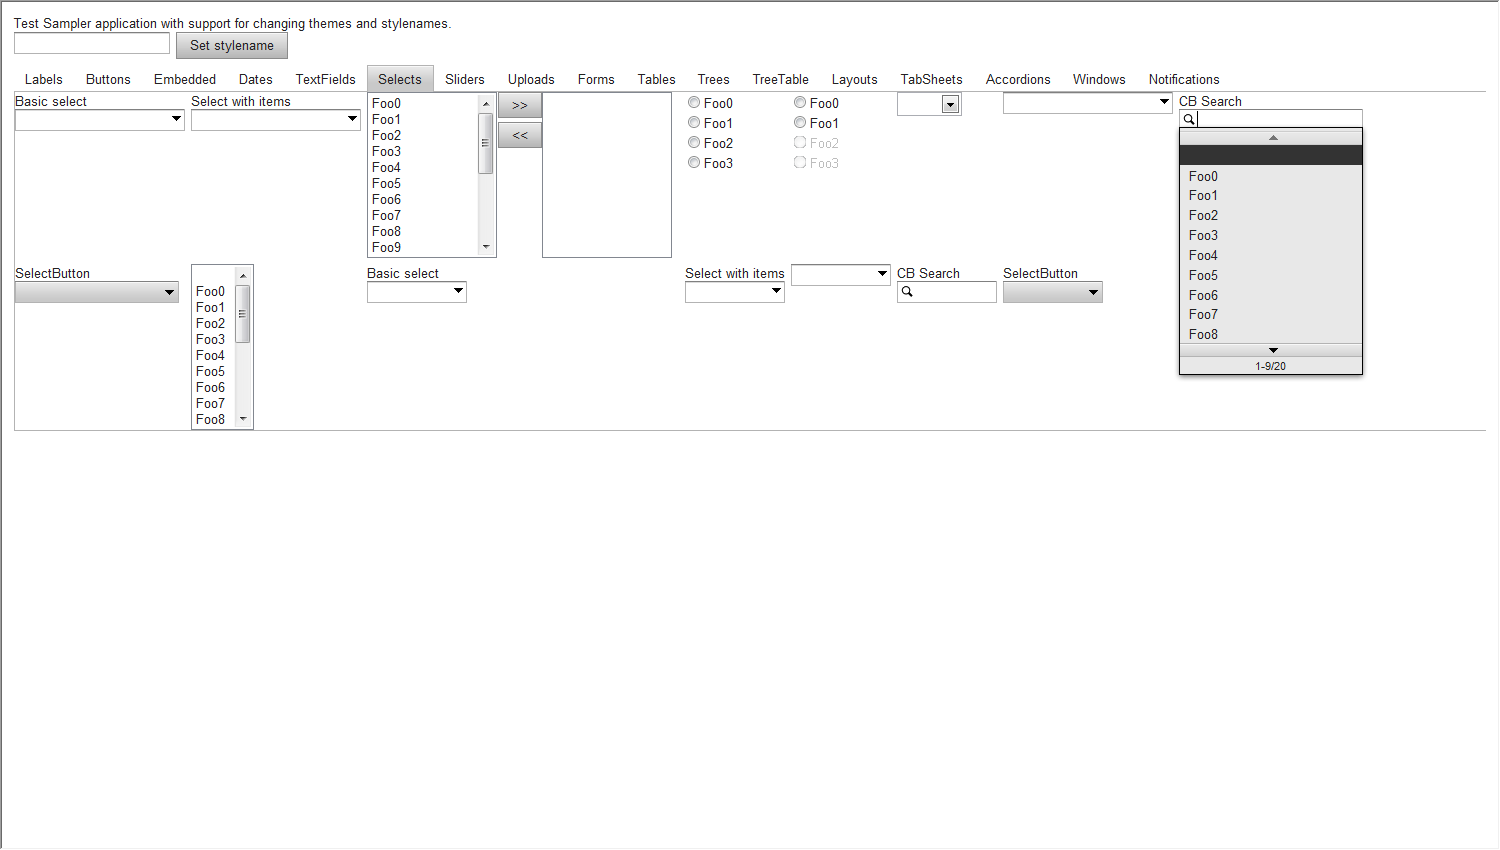 Test Sampler application with support for changing themes and stylenames.
Set stylename
Labels Buttons Embedded Dates TextFields Selects Sliders Uploads Forms Tables Trees TreeTable Layouts TabSheets Accordions Windows Notifications
Basic select
Select with items
Foo0
Foo1
Foo2
Foo3
Foo4
Foo5
Foo6
Foo7
Foo8
Foo9
>>
<<
Foo0
Foo1
Foo2
Foo3
Foo0
Foo1
Foo2
Foo3
CB Search
Foo0
Foo1
Foo2
Foo3
Foo4
Foo5
Foo6
Foo7
Foo8
1-9/20
SelectButton
Foo0
Foo1
Foo2
Foo3
Foo4
Foo5
Foo6
Foo7
Foo8
Basic select
Select with items
CB Search
SelectButton